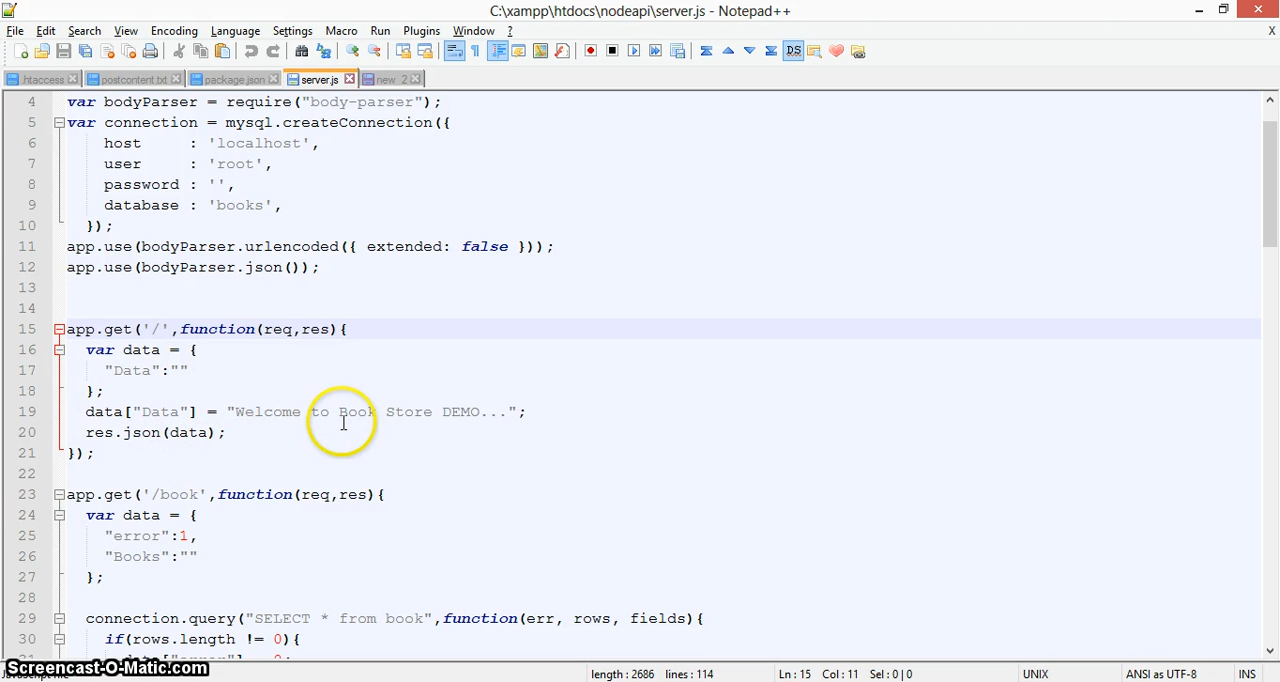 C:\xampp\htdocs\nodeapi\server.js - Notepad++
File Edit Search View Encoding Language Settings Macro Run Plugins Window ? X
.htaccess postcontent.txt package.json server.js new 2
4 var bodyParser = require("body-parser");
5 var connection = mysql.createConnection({
6 host : 'localhost',
7 user : 'root',
8 password : '',
9 database : 'books',
10 });
11 app.use(bodyParser.urlencoded({ extended: false }));
12 app.use(bodyParser.json());
13
14
15 app.get('/',function(req,res){
16 var data = {
17 "Data":""
18 };
19 data["Data"] = "Welcome to Book Store DEMO...";
20 res.json(data);
21 });
22
23 app.get('/book',function(req,res){
24 var data = {
25 "error":1,
26 "Books":""
27 };
28
29 connection.query("SELECT * from book",function(err, rows, fields){
30 if(rows.length != 0){
Screencast-O-Matic.com
length : 2686 lines : 114 Ln : 15 Col : 11 Sel : 0 | 0 UNIX ANSI as UTF-8 INS